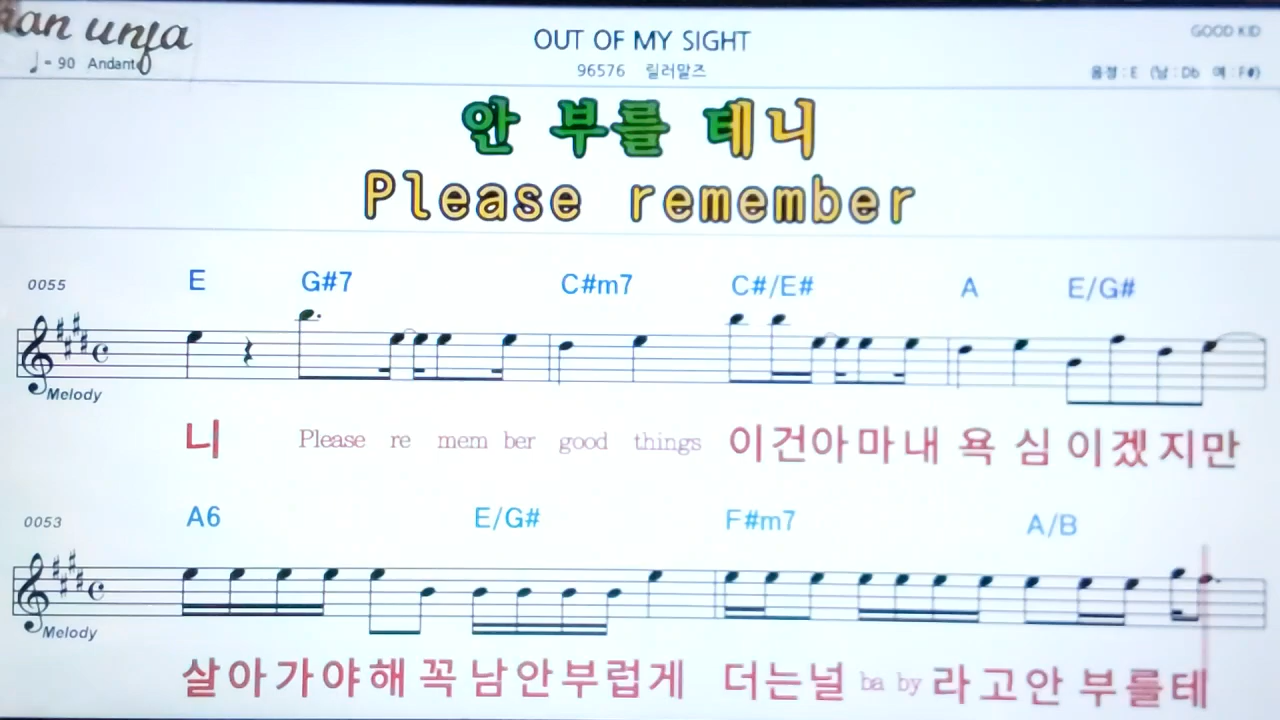 OUT OF MY SIGHT
GOOD KID
♩= 90 Andant
96576 릴러말즈
음정 : E (남 : Db 여 : F#)
안 부를 테니
Please remember
0055 E G#7 C#m7 C#/E# A E/G#
Melody
니 Please re mem ber good things 이건아마내 욕 심 이겠지만
0053 A6 E/G# F#m7 A/B
Melody
살아가야해 꼭 남안부럽게 더는널 ba by 라고안 부를테